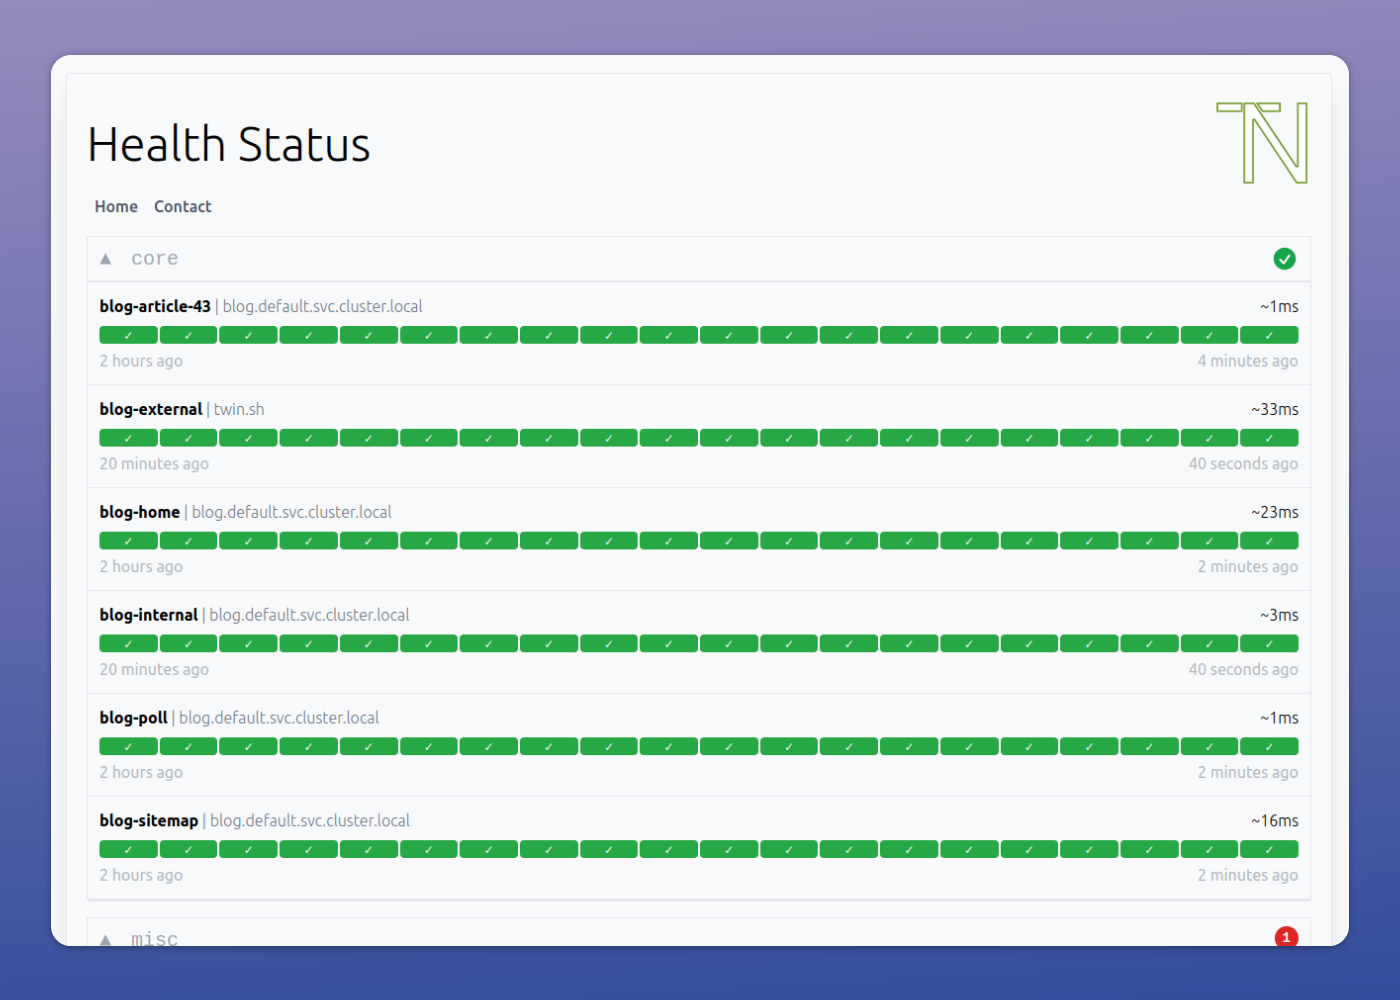 Health Status
TN
Home Contact
▲ core
blog-article-43 | blog.default.svc.cluster.local ~1ms
✓ ✓ ✓ ✓ ✓ ✓ ✓ ✓ ✓ ✓ ✓ ✓ ✓ ✓ ✓ ✓ ✓ ✓ ✓ ✓
2 hours ago 4 minutes ago
blog-external | twin.sh ~33ms
✓ ✓ ✓ ✓ ✓ ✓ ✓ ✓ ✓ ✓ ✓ ✓ ✓ ✓ ✓ ✓ ✓ ✓ ✓ ✓
20 minutes ago 40 seconds ago
blog-home | blog.default.svc.cluster.local ~23ms
✓ ✓ ✓ ✓ ✓ ✓ ✓ ✓ ✓ ✓ ✓ ✓ ✓ ✓ ✓ ✓ ✓ ✓ ✓ ✓
2 hours ago 2 minutes ago
blog-internal | blog.default.svc.cluster.local ~3ms
✓ ✓ ✓ ✓ ✓ ✓ ✓ ✓ ✓ ✓ ✓ ✓ ✓ ✓ ✓ ✓ ✓ ✓ ✓ ✓
20 minutes ago 40 seconds ago
blog-poll | blog.default.svc.cluster.local ~1ms
✓ ✓ ✓ ✓ ✓ ✓ ✓ ✓ ✓ ✓ ✓ ✓ ✓ ✓ ✓ ✓ ✓ ✓ ✓ ✓
2 hours ago 2 minutes ago
blog-sitemap | blog.default.svc.cluster.local ~16ms
✓ ✓ ✓ ✓ ✓ ✓ ✓ ✓ ✓ ✓ ✓ ✓ ✓ ✓ ✓ ✓ ✓ ✓ ✓ ✓
2 hours ago 2 minutes ago
▲ misc 1